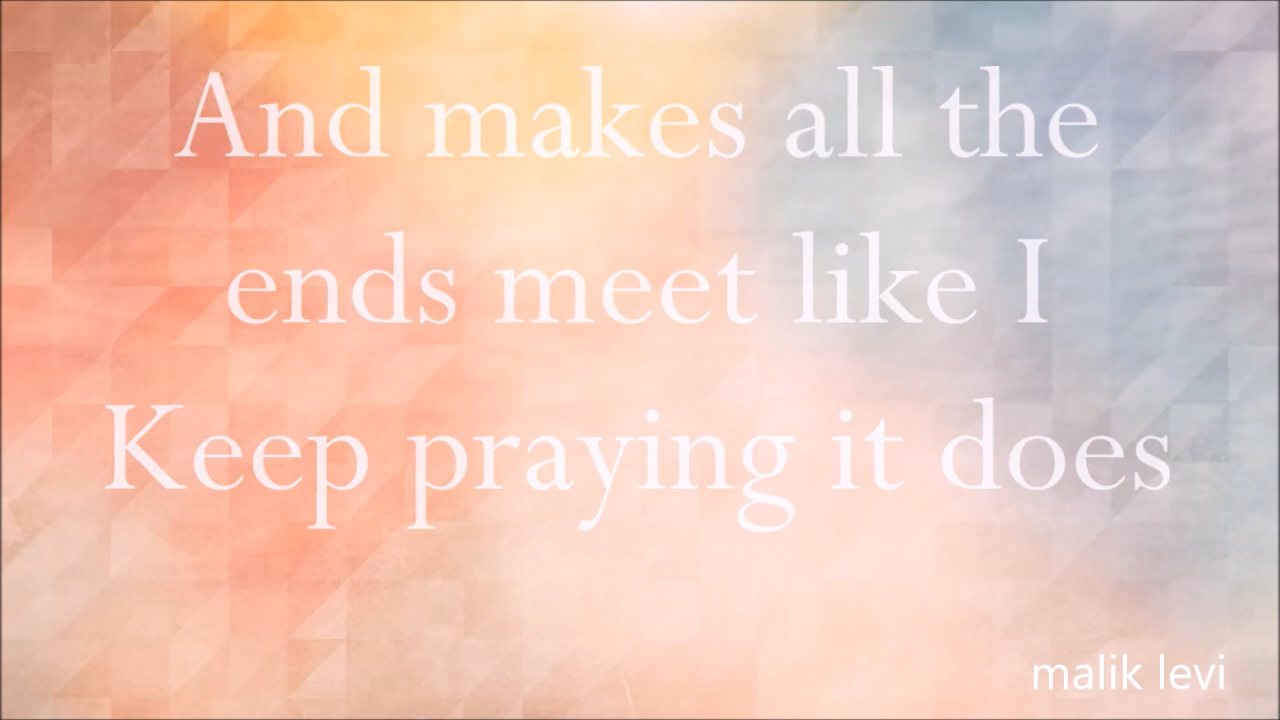 And makes all the
ends meet like I
Keep praying it does
malik levi